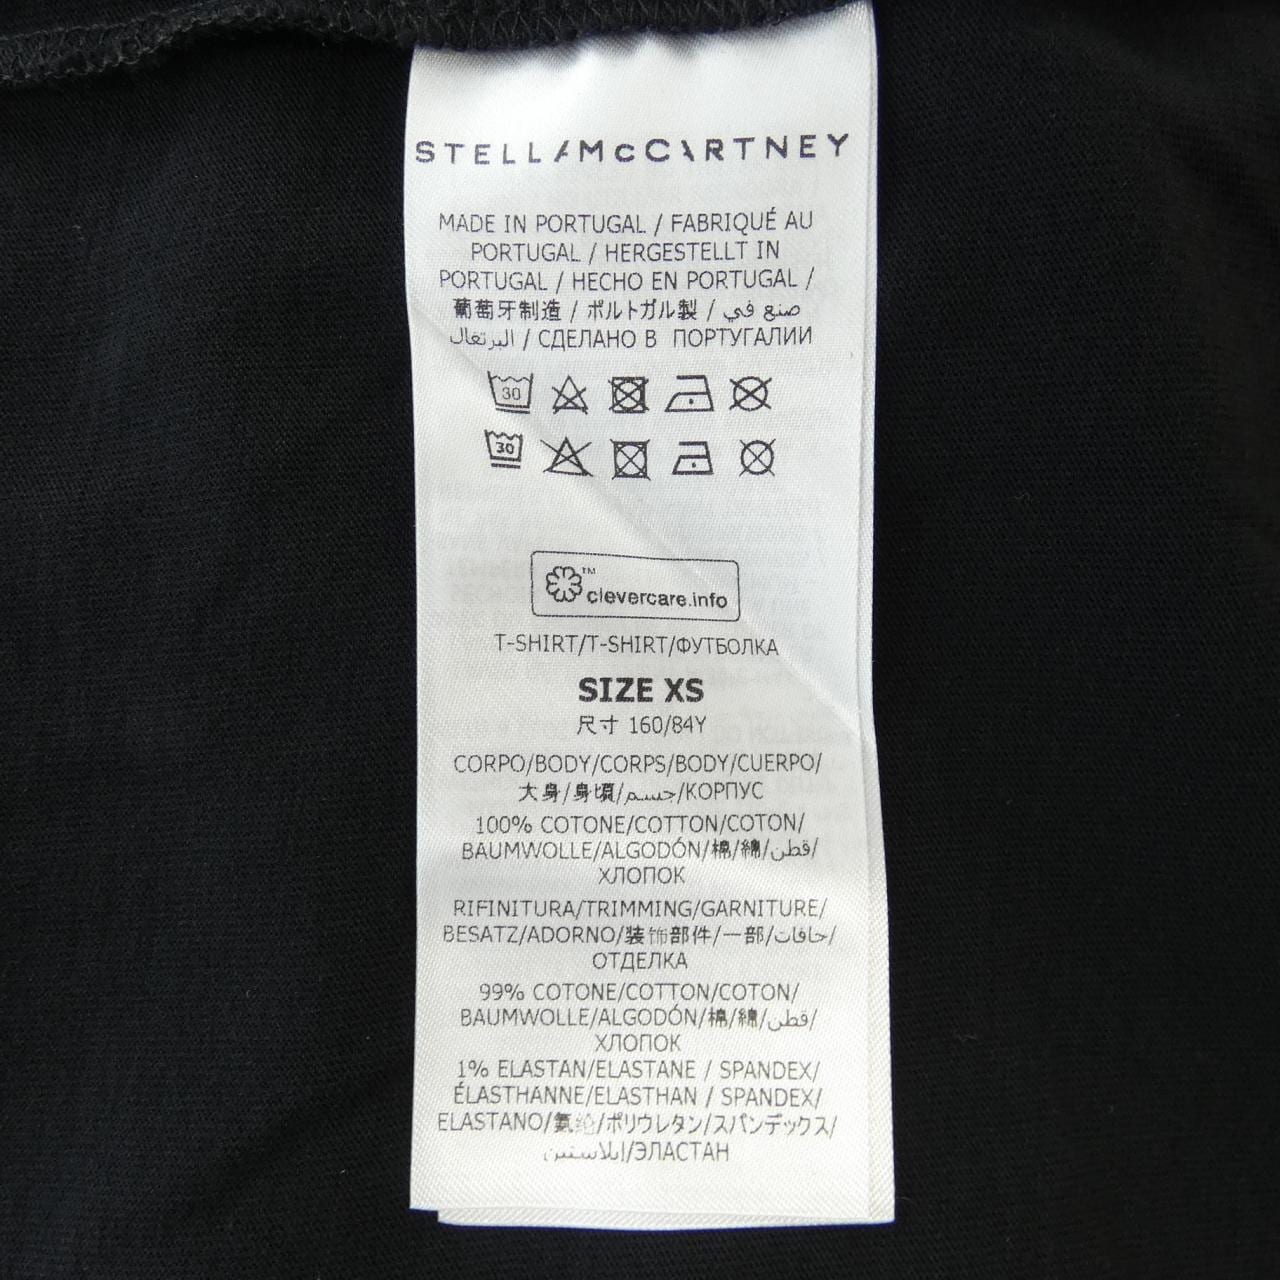 STELLAMcCARTNEY
MADE IN PORTUGAL / FABRIQUÉ AU
PORTUGAL / HERGESTELLT IN
PORTUGAL / HECHO EN PORTUGAL /
葡萄牙制造 / ポルトガル製 / صنع في
البرتغال / СДЕЛАНО В ПОРТУГАЛИИ
30
30
™
clevercare.info
T-SHIRT/T-SHIRT/ФУТБОЛКА
SIZE XS
尺寸 160/84Y
CORPO/BODY/CORPS/BODY/CUERPO/
大身/身頃/جسم/КОРПУС
100% COTONE/COTTON/COTON/
BAUMWOLLE/ALGODÓN/棉/綿/قطن/
ХЛОПОК
RIFINITURA/TRIMMING/GARNITURE/
BESATZ/ADORNO/装饰部件/一部/حافات/
ОТДЕЛКА
99% COTONE/COTTON/COTON/
BAUMWOLLE/ALGODÓN/棉/綿/قطن/
ХЛОПОК
1% ELASTAN/ELASTANE / SPANDEX/
ÉLASTHANNE/ELASTHAN / SPANDEX/
ELASTANO/氨纶/ポリウレタン/スパンデックス/
إيلاستين/ЭЛАСТАН